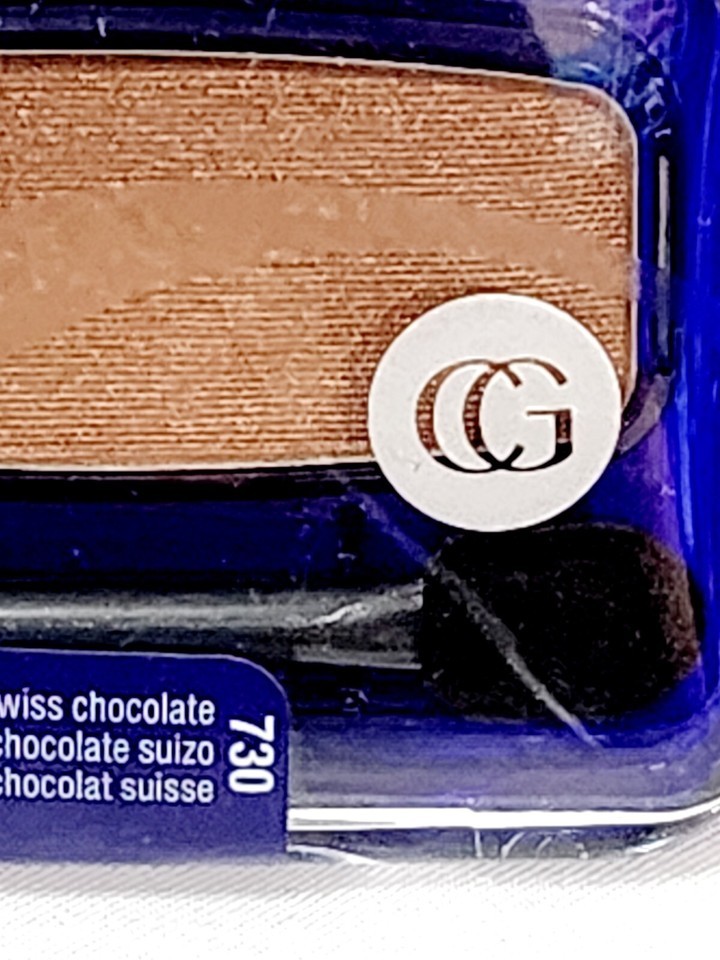 CG
wiss chocolate
chocolate suizo
chocolat suisse
730